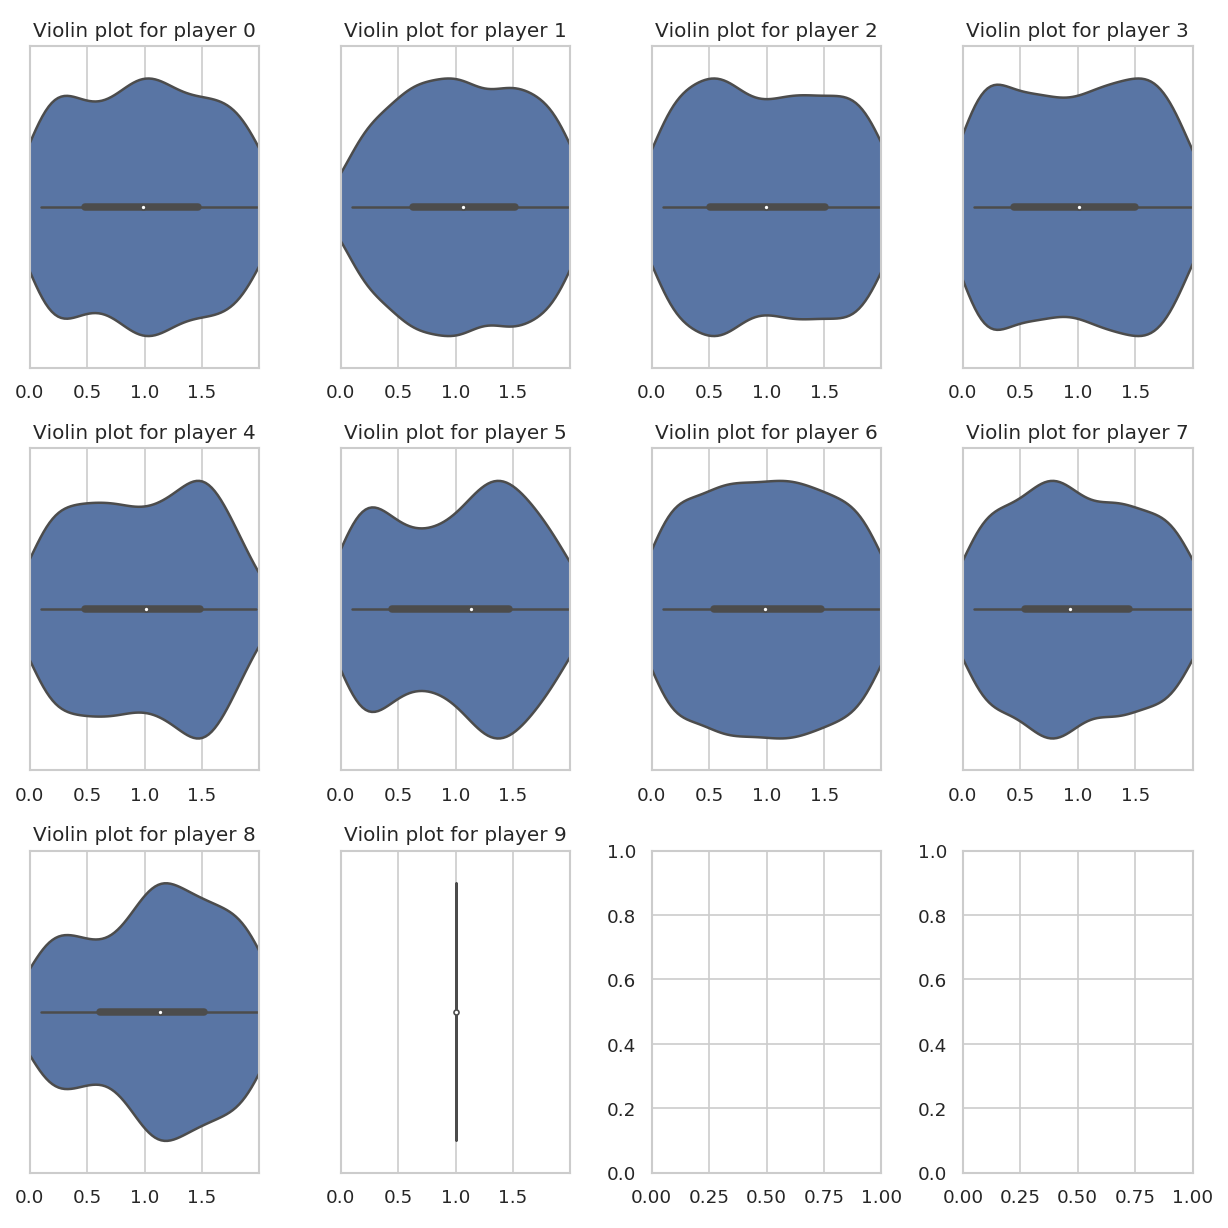 Violin plot for player 0
Violin plot for player 1
Violin plot for player 2
Violin plot for player 3
0.0 0.5 1.0 1.5
0.0 0.5 1.0 1.5
0.0 0.5 1.0 1.5
0.0 0.5 1.0 1.5
Violin plot for player 4
Violin plot for player 5
Violin plot for player 6
Violin plot for player 7
0.0 0.5 1.0 1.5
0.0 0.5 1.0 1.5
0.0 0.5 1.0 1.5
0.0 0.5 1.0 1.5
Violin plot for player 8
Violin plot for player 9
0.0 0.5 1.0 1.5
0.0 0.5 1.0 1.5
1.0
0.8
0.6
0.4
0.2
0.0
0.00 0.25 0.50 0.75 1.00
1.0
0.8
0.6
0.4
0.2
0.0
0.00 0.25 0.50 0.75 1.00